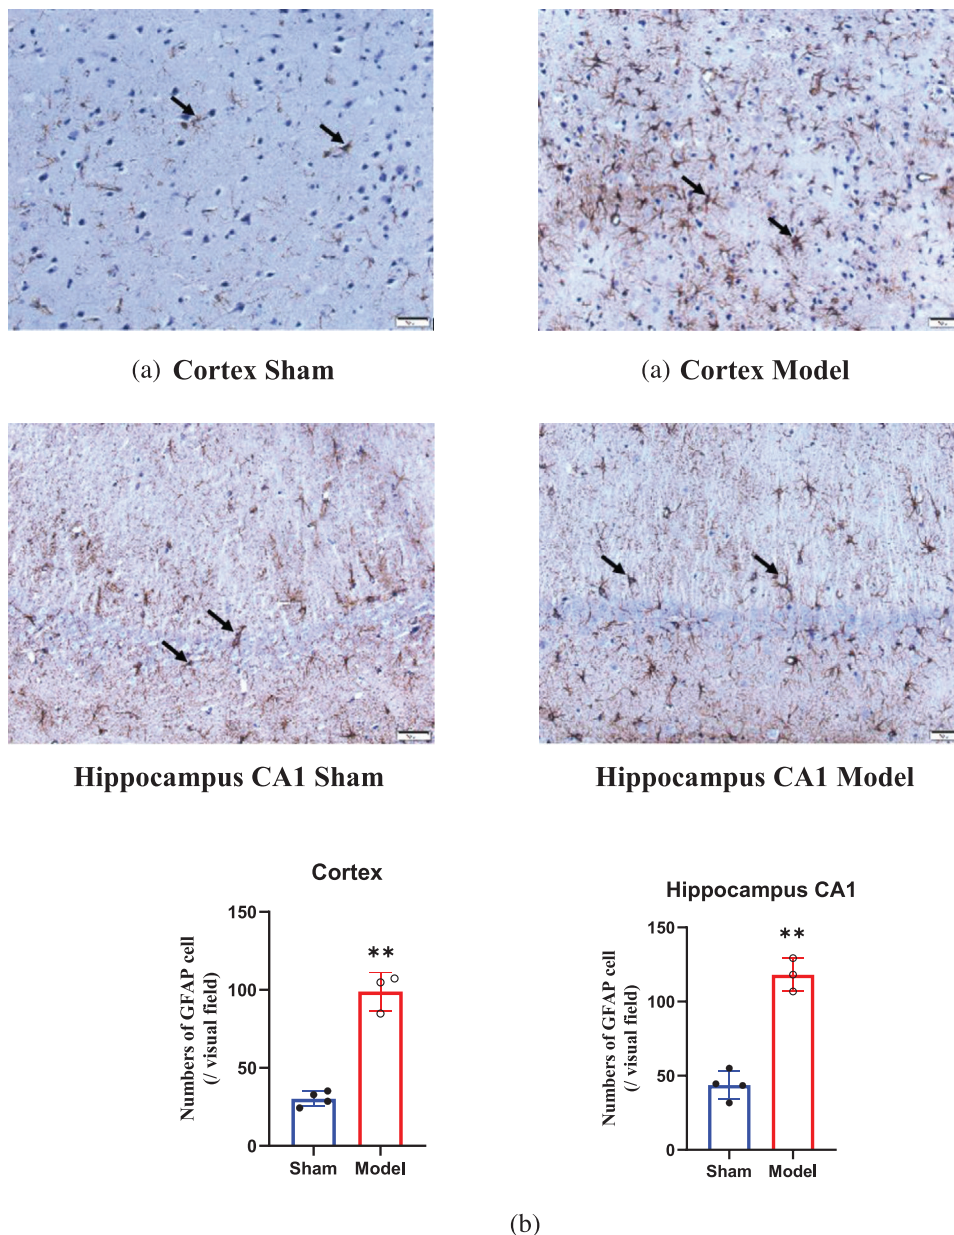 (a) Cortex Sham
(a) Cortex Model
Hippocampus CA1 Sham
Hippocampus CA1 Model
Cortex
Numbers of GFAP cell
(/ visual field)
150
100
50
0
**
Sham
Model
Hippocampus CA1
Numbers of GFAP cell
(/ visual field)
150
100
50
0
**
Sham
Model
(b)